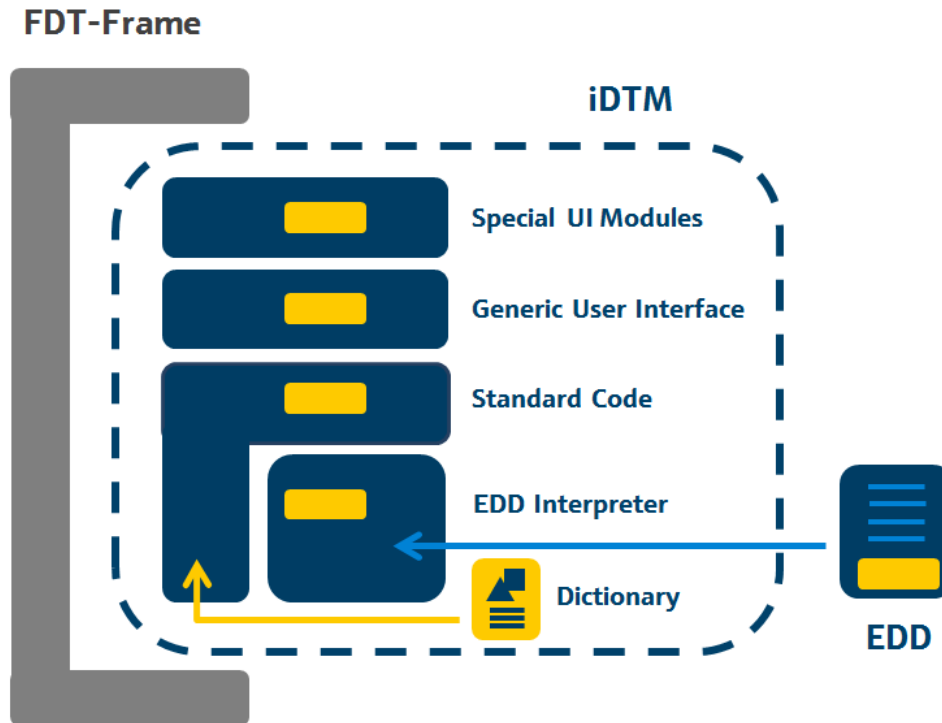 FDT-Frame
iDTM
Special UI Modules
Generic User Interface
Standard Code
EDD Interpreter
Dictionary
EDD